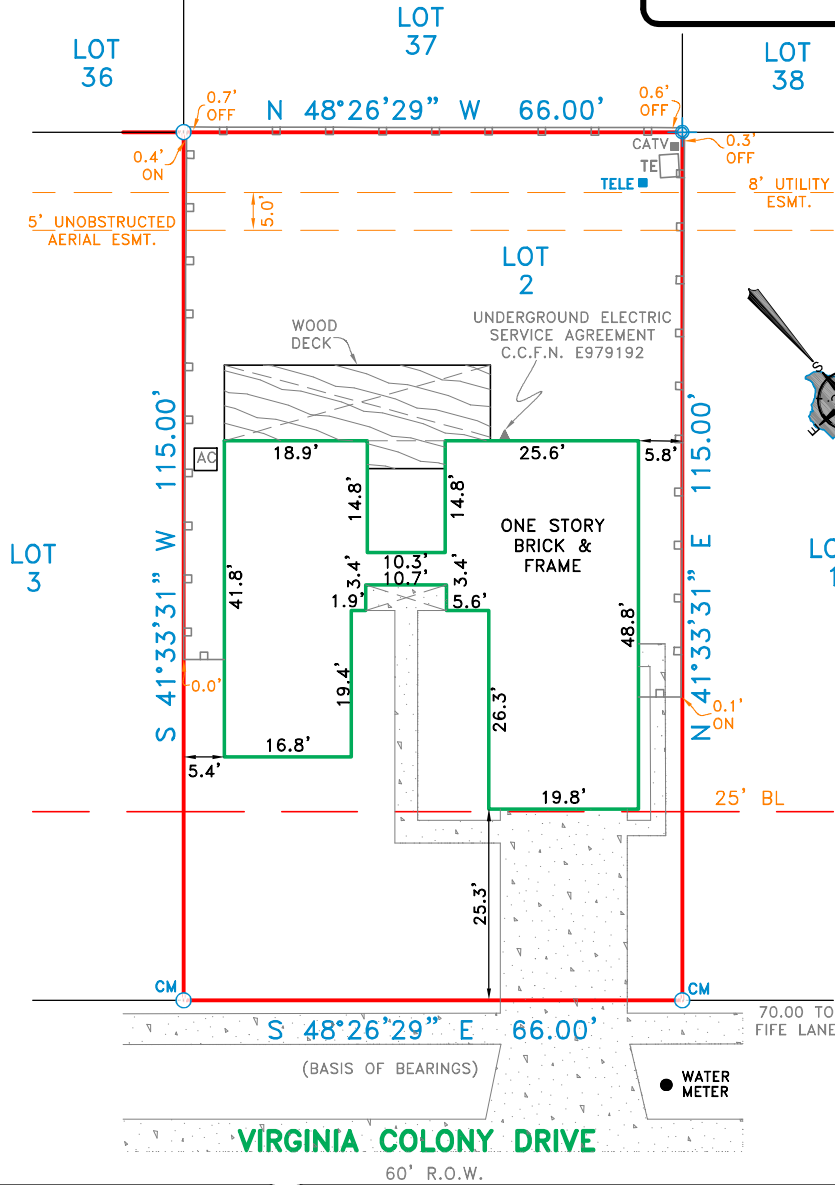 LOT
37
LOT
36
LOT
38
0.7'
OFF
N 48°26'29" W 66.00'
0.6'
OFF
0.4'
ON
CATV
TE
0.3'
OFF
TELE
8' UTILITY
ESMT.
5' UNOBSTRUCTED
AERIAL ESMT.
5.0'
LOT
2
WOOD
DECK
UNDERGROUND ELECTRIC
SERVICE AGREEMENT
C.C.F.N. E979192
S
E
S 41°33'31" W 115.00'
N 41°33'31" E 115.00'
AC
18.9'
25.6'
5.8'
14.8'
14.8'
ONE STORY
BRICK &
FRAME
LOT
3
10.3'
3.4'
3.4'
10.7'
41.8'
1.9'
5.6'
48.8'
19.4'
26.3'
0.0'
0.1'
ON
16.8'
5.4'
19.8'
25' BL
25.3'
CM
CM
S 48°26'29" E 66.00'
70.00 TO
FIFE LANE
(BASIS OF BEARINGS)
WATER
METER
VIRGINIA COLONY DRIVE
60' R.O.W.